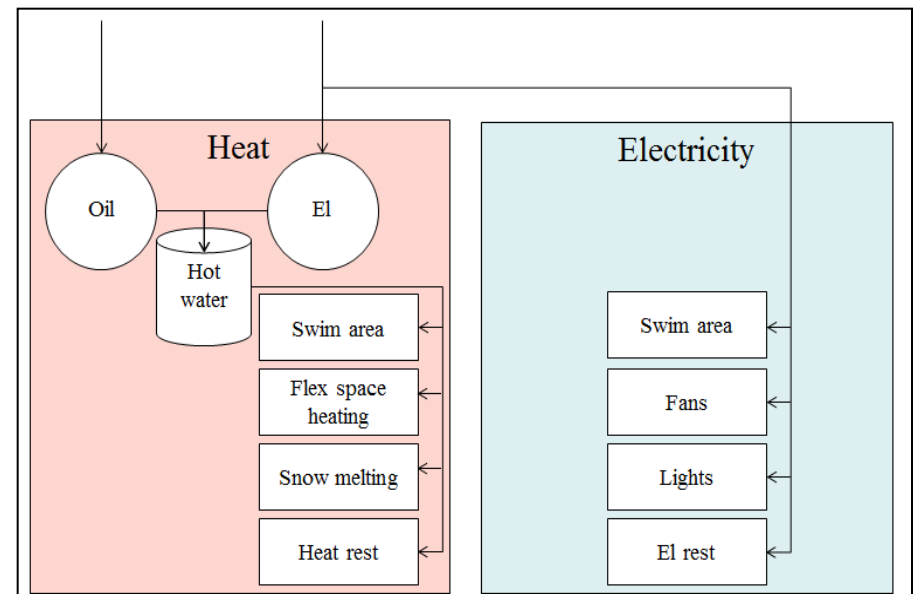 Heat
Electricity
Oil
El
Hot
water
Swim area
Flex space
heating
Snow melting
Heat rest
Swim area
Fans
Lights
El rest